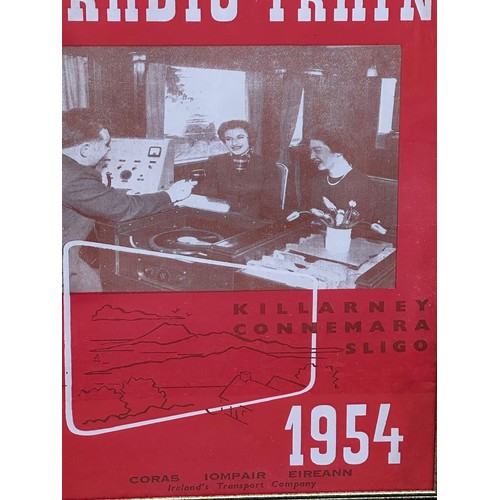 RADIO TRAIN
KILLARNEY
CONNEMARA
SLIGO
1954
CORAS IOMPAIR EIREANN
Ireland's Transport Company